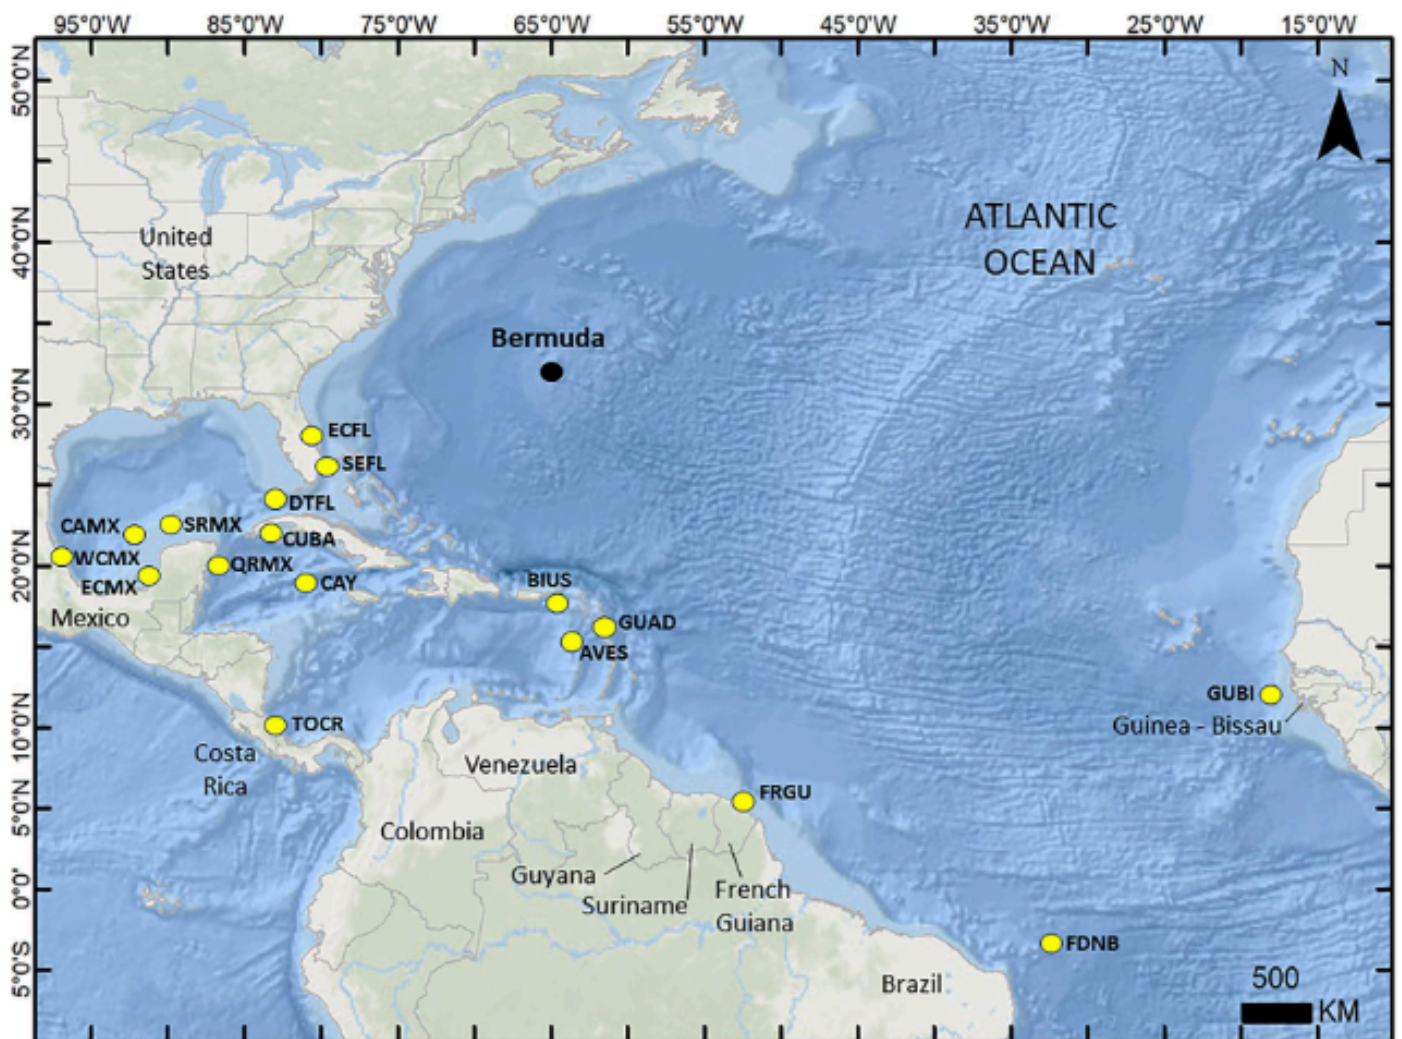 95°0'W 85°0'W 75°0'W 65°0'W 55°0'W 45°0'W 35°0'W 25°0'W 15°0'W
50°0'N
40°0'N
30°0'N
20°0'N
10°0'N
5°0'N
0°0'
5°0'S
N
ATLANTIC
OCEAN
United
States
Bermuda
ECFL
SEFL
DTFL
CAMX
SRMX
CUBA
WCMX
QRMX
ECMX
CAY
BIUS
Mexico
GUAD
AVES
GUBI
TOCR
Guinea - Bissau
Costa
Rica
Venezuela
FRGU
Colombia
Guyana
Suriname
French
Guiana
FDNB
Brazil
500
KM